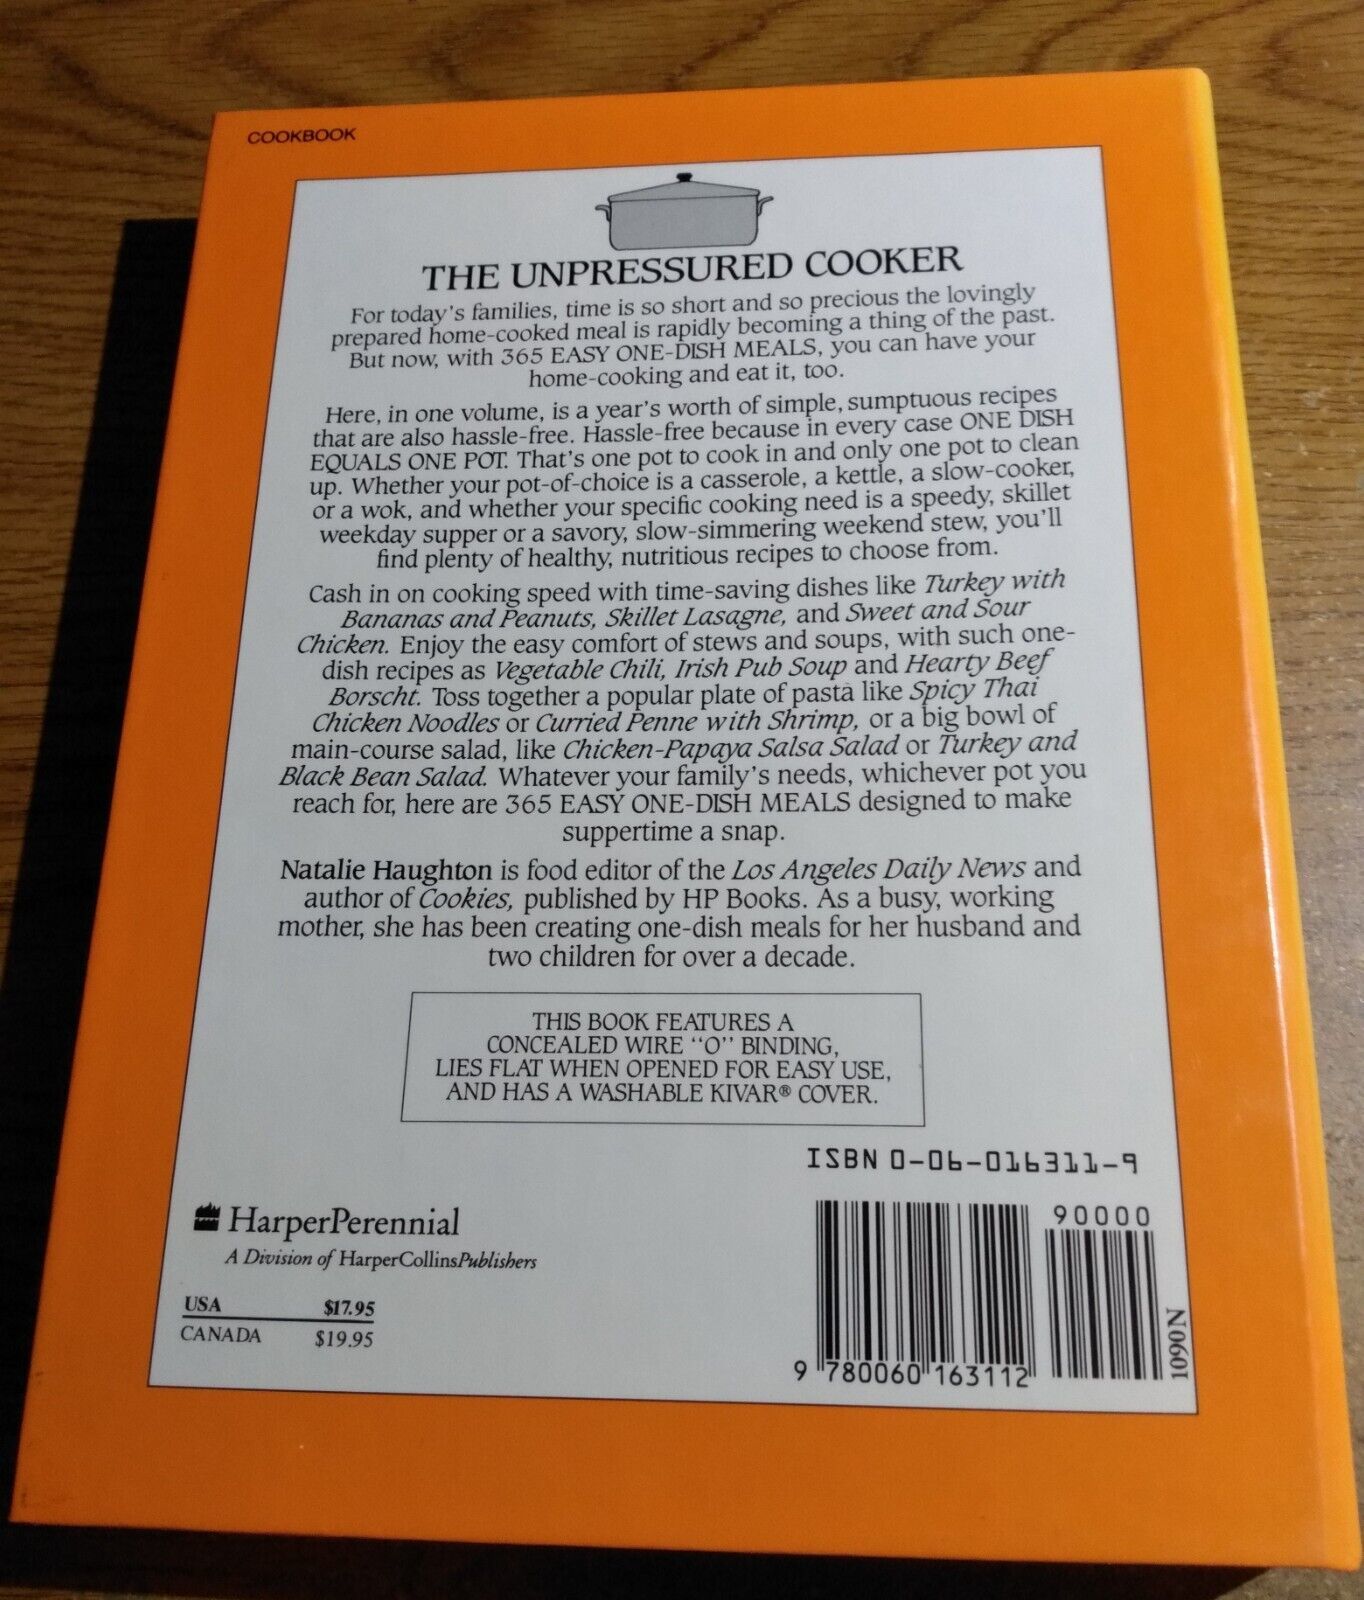 COOKBOOK
THE UNPRESSURED COOKER
For today's families, time is so short and so precious the lovingly
prepared home-cooked meal is rapidly becoming a thing of the past.
But now, with 365 EASY ONE-DISH MEALS, you can have your
home-cooking and eat it, too.
Here, in one volume, is a year's worth of simple, sumptuous recipes
that are also hassle-free. Hassle-free because in every case ONE DISH
EQUALS ONE POT. That's one pot to cook in and only one pot to clean
up. Whether your pot-of-choice is a casserole, a kettle, a slow-cooker,
or a wok, and whether your specific cooking need is a speedy, skillet
weekday supper or a savory, slow-simmering weekend stew, you'll
find plenty of healthy, nutritious recipes to choose from.
Cash in on cooking speed with time-saving dishes like Turkey with
Bananas and Peanuts, Skillet Lasagne, and Sweet and Sour
Chicken. Enjoy the easy comfort of stews and soups, with such one-
dish recipes as Vegetable Chili, Irish Pub Soup and Hearty Beef
Borscht. Toss together a popular plate of pasta like Spicy Thai
Chicken Noodles or Curried Penne with Shrimp, or a big bowl of
main-course salad, like Chicken-Papaya Salsa Salad or Turkey and
Black Bean Salad. Whatever your family's needs, whichever pot you
reach for, here are 365 EASY ONE-DISH MEALS designed to make
suppertime a snap.
Natalie Haughton is food editor of the Los Angeles Daily News and
author of Cookies, published by HP Books. As a busy, working
mother, she has been creating one-dish meals for her husband and
two children for over a decade.
THIS BOOK FEATURES A
CONCEALED WIRE "O" BINDING,
LIES FLAT WHEN OPENED FOR EASY USE,
AND HAS A WASHABLE KIVAR® COVER.
ISBN 0-06-016311-9
HarperPerennial
A Division of HarperCollinsPublishers
USA $17.95
CANADA $19.95
90000
9 780060 163112
1090N